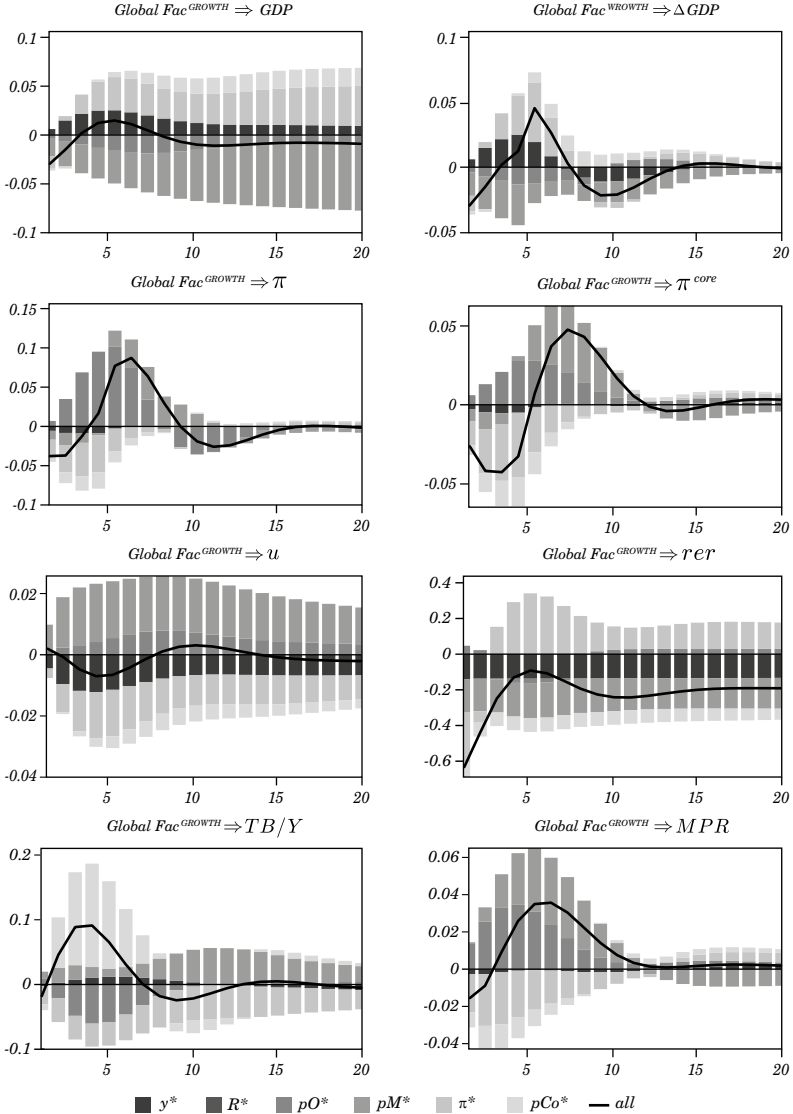 Global Fac^GROWTH ⇒ GDP
Global Fac^WROWTH ⇒ ΔGDP
0.1
0.05
0
-0.05
-0.1
5 10 15 20
0.1
0.05
0
-0.05
5 10 15 20
Global Fac^GROWTH ⇒ π
Global Fac^GROWTH ⇒ π^core
0.15
0.1
0.05
0
-0.05
-0.1
5 10 15 20
0.05
0
-0.05
5 10 15 20
Global Fac^GROWTH ⇒ u
Global Fac^GROWTH ⇒ rer
0.02
0
-0.02
-0.04
5 10 15 20
0.4
0.2
0
-0.2
-0.4
-0.6
5 10 15 20
Global Fac^GROWTH ⇒ TB/Y
Global Fac^GROWTH ⇒ MPR
0.2
0.1
0
-0.1
5 10 15 20
0.06
0.04
0.02
0
-0.02
-0.04
5 10 15 20
y* R* pO* pM* π* pCo* all